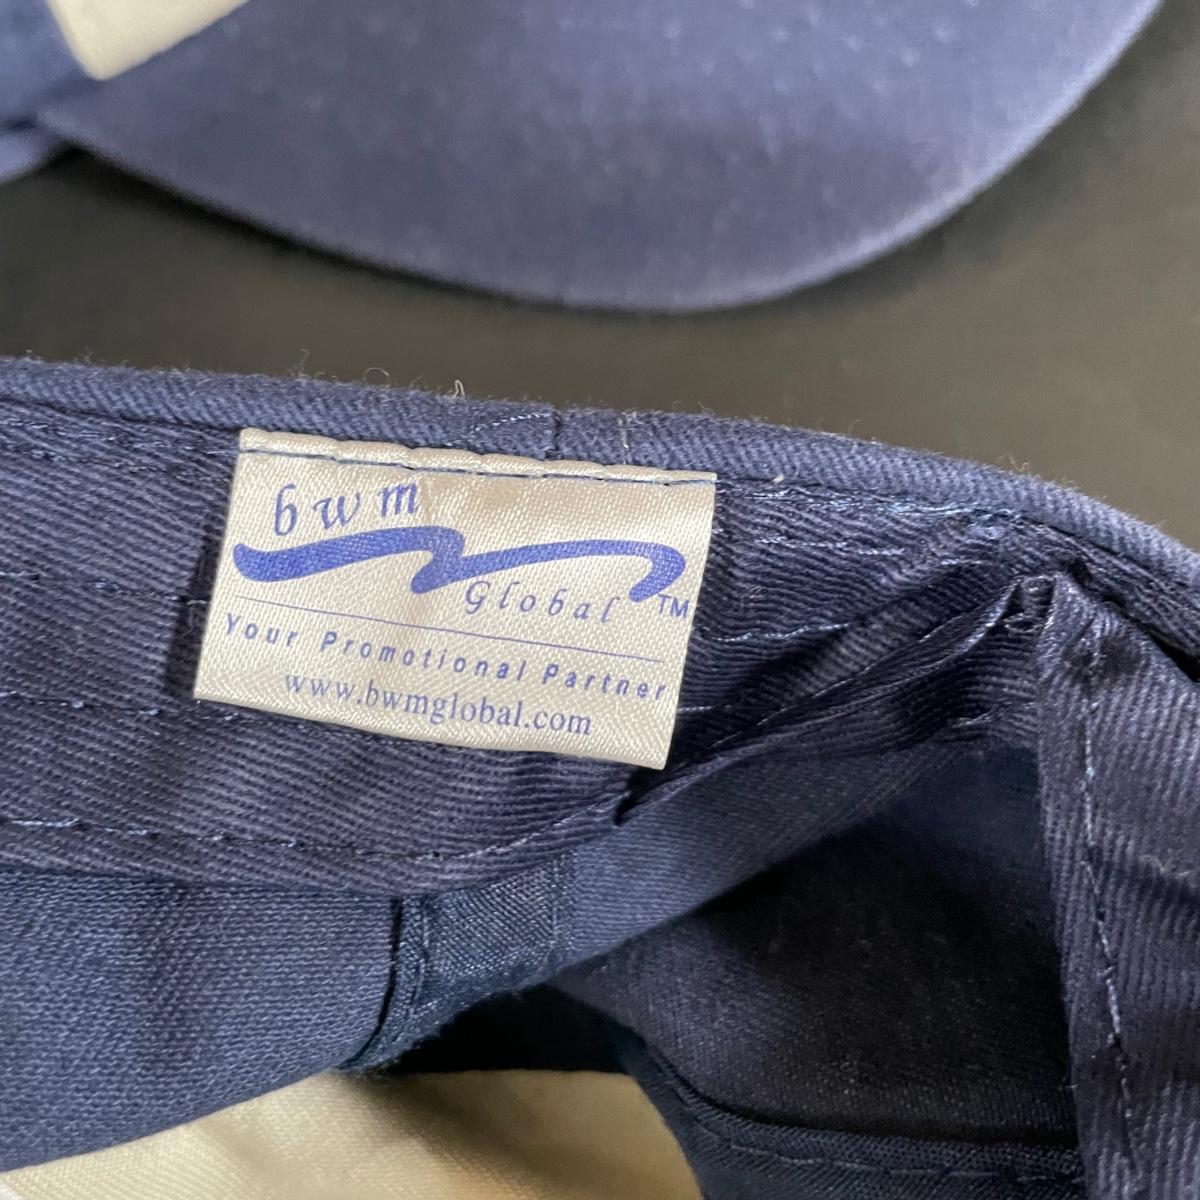 bwm
Global TM
Your Promotional Partner
www.bwmglobal.com